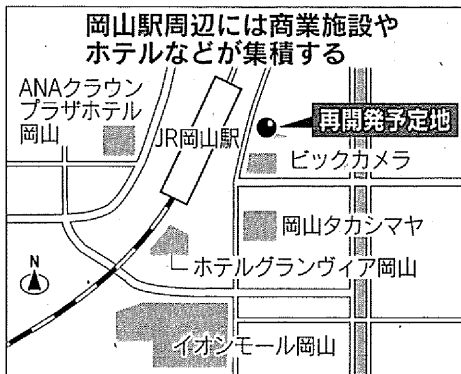 岡山駅周辺には商業施設や
ホテルなどが集積する
ANAクラウン
プラザホテル
岡山
JR岡山駅
再開発予定地
ビックカメラ
岡山タカシマヤ
ホテルグランヴィア岡山
N
イオンモール岡山